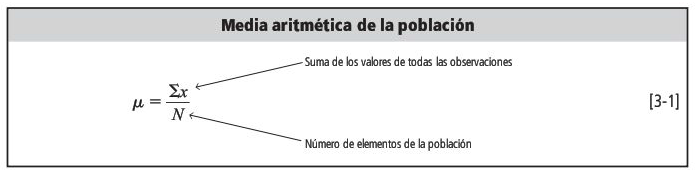 Media aritmética de la población
Suma de los valores de todas las observaciones
μ = Σx
N
[3-1]
Número de elementos de la población